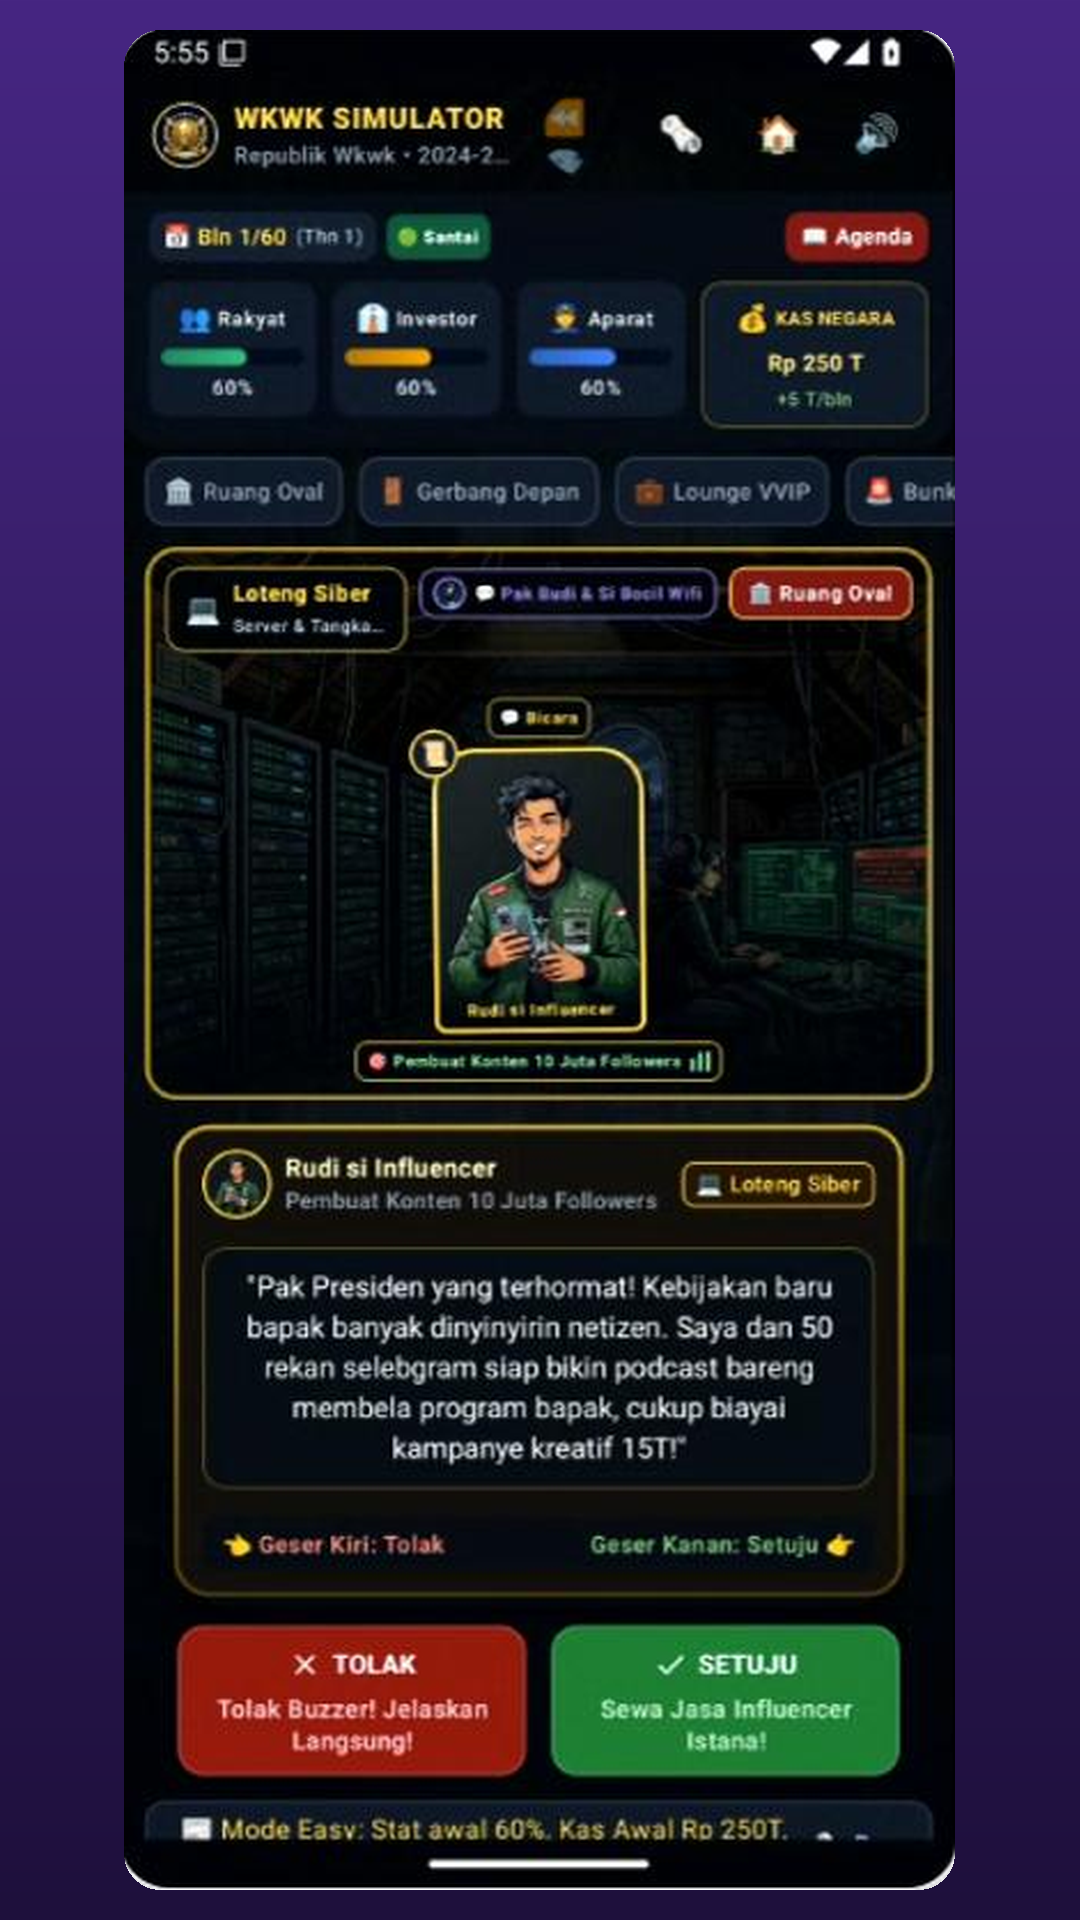 5:55
WKWK SIMULATOR
Republik Wkwk • 2024-2...
Bln 1/60 (Thn 1)
Santai
Agenda
Rakyat
60%
Investor
60%
Aparat
60%
KAS NEGARA
Rp 250 T
+5 T/bln
Ruang Oval
Gerbang Depan
Lounge VVIP
Bunk
Loteng Siber
Server & Tangka...
Pak Budi & Si Bocil Wifi
Ruang Oval
Bicara
Rudi si Influencer
Pembuat Konten 10 Juta Followers
Rudi si Influencer
Pembuat Konten 10 Juta Followers
Loteng Siber
"Pak Presiden yang terhormat! Kebijakan baru
bapak banyak dinyinyirin netizen. Saya dan 50
rekan selebgram siap bikin podcast bareng
membela program bapak, cukup biayai
kampanye kreatif 15T!"
Geser Kiri: Tolak
Geser Kanan: Setuju
TOLAK
Tolak Buzzer! Jelaskan
Langsung!
SETUJU
Sewa Jasa Influencer
Istana!
Mode Easy: Stat awal 60%. Kas Awal Rp 250T.